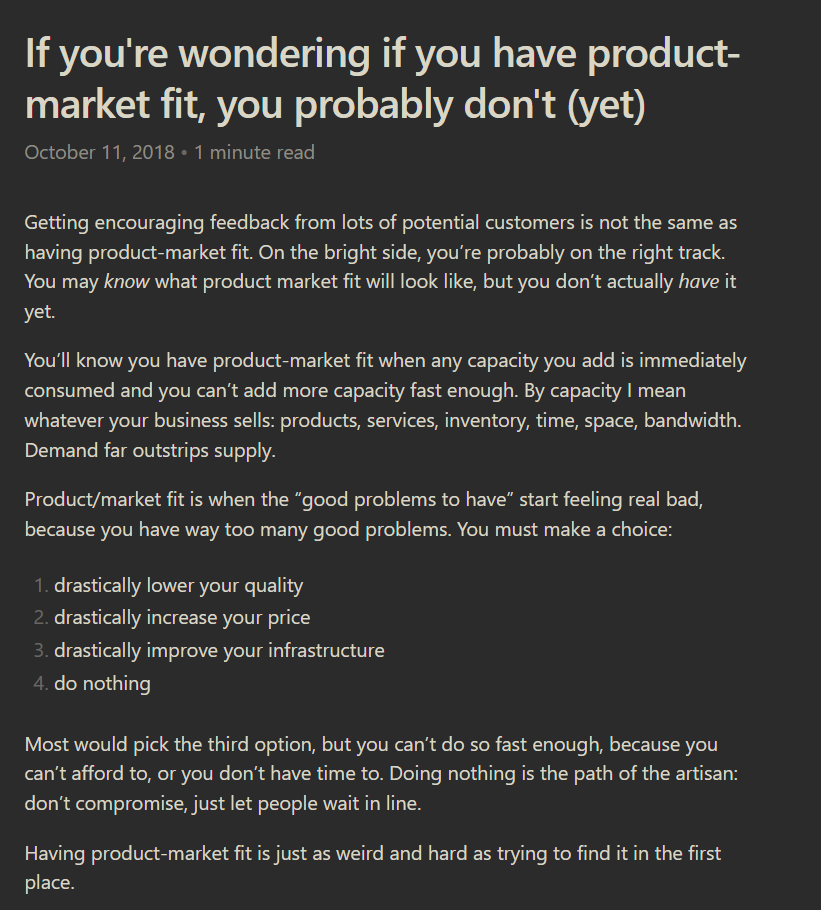 If you're wondering if you have product-
market fit, you probably don't (yet)
October 11, 2018 • 1 minute read
Getting encouraging feedback from lots of potential customers is not the same as
having product-market fit. On the bright side, you’re probably on the right track.
You may know what product market fit will look like, but you don’t actually have it
yet.
You’ll know you have product-market fit when any capacity you add is immediately
consumed and you can’t add more capacity fast enough. By capacity I mean
whatever your business sells: products, services, inventory, time, space, bandwidth.
Demand far outstrips supply.
Product/market fit is when the “good problems to have” start feeling real bad,
because you have way too many good problems. You must make a choice:
1. drastically lower your quality
2. drastically increase your price
3. drastically improve your infrastructure
4. do nothing
Most would pick the third option, but you can’t do so fast enough, because you
can’t afford to, or you don’t have time to. Doing nothing is the path of the artisan:
don’t compromise, just let people wait in line.
Having product-market fit is just as weird and hard as trying to find it in the first
place.